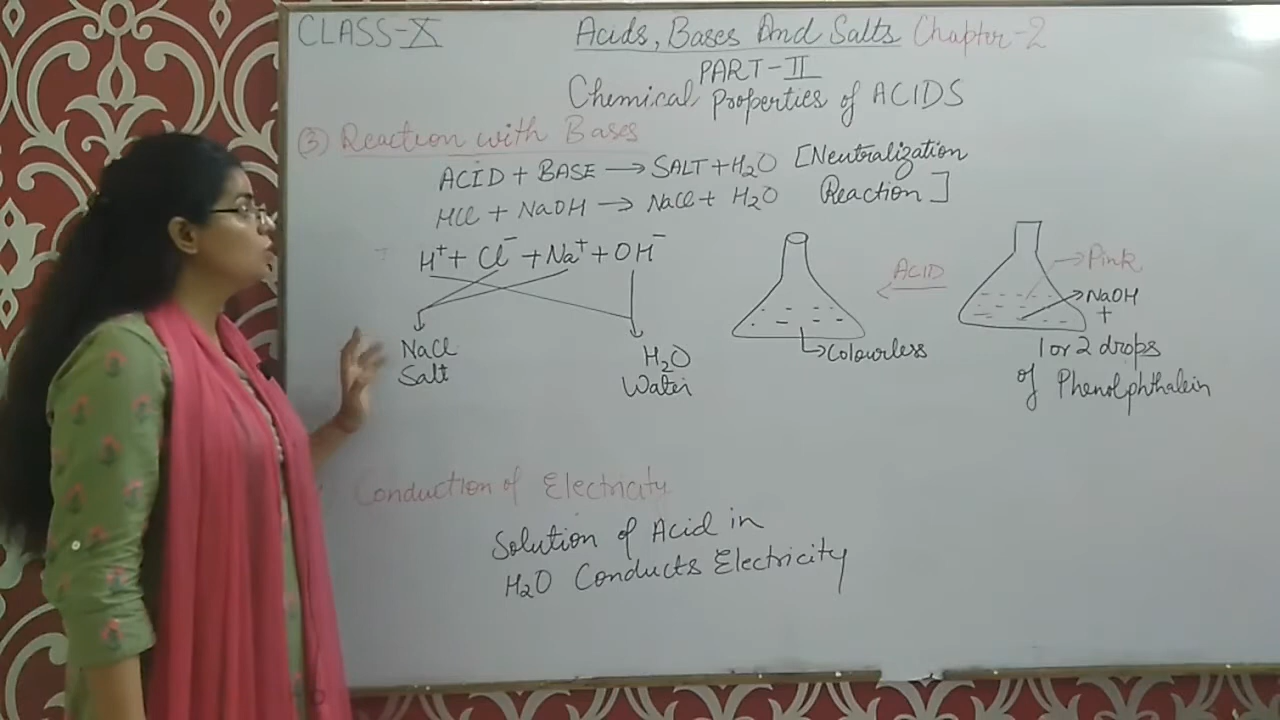 CLASS-X
Acids, Bases And Salts Chapter-2
PART-II
Chemical Properties of ACIDS
③ Reaction with Bases
ACID + BASE → SALT + H₂O [Neutralization
HCl + NaOH → NaCl + H₂O Reaction]
H⁺ + Cl⁻ + Na⁺ + OH⁻
NaCl
Salt
H₂O
Water
→Colourless
ACID
→Pink
NaOH
+
1 or 2 drops
of Phenolphthalein
Conduction of Electricity
Solution of Acid in
H₂O Conducts Electricity